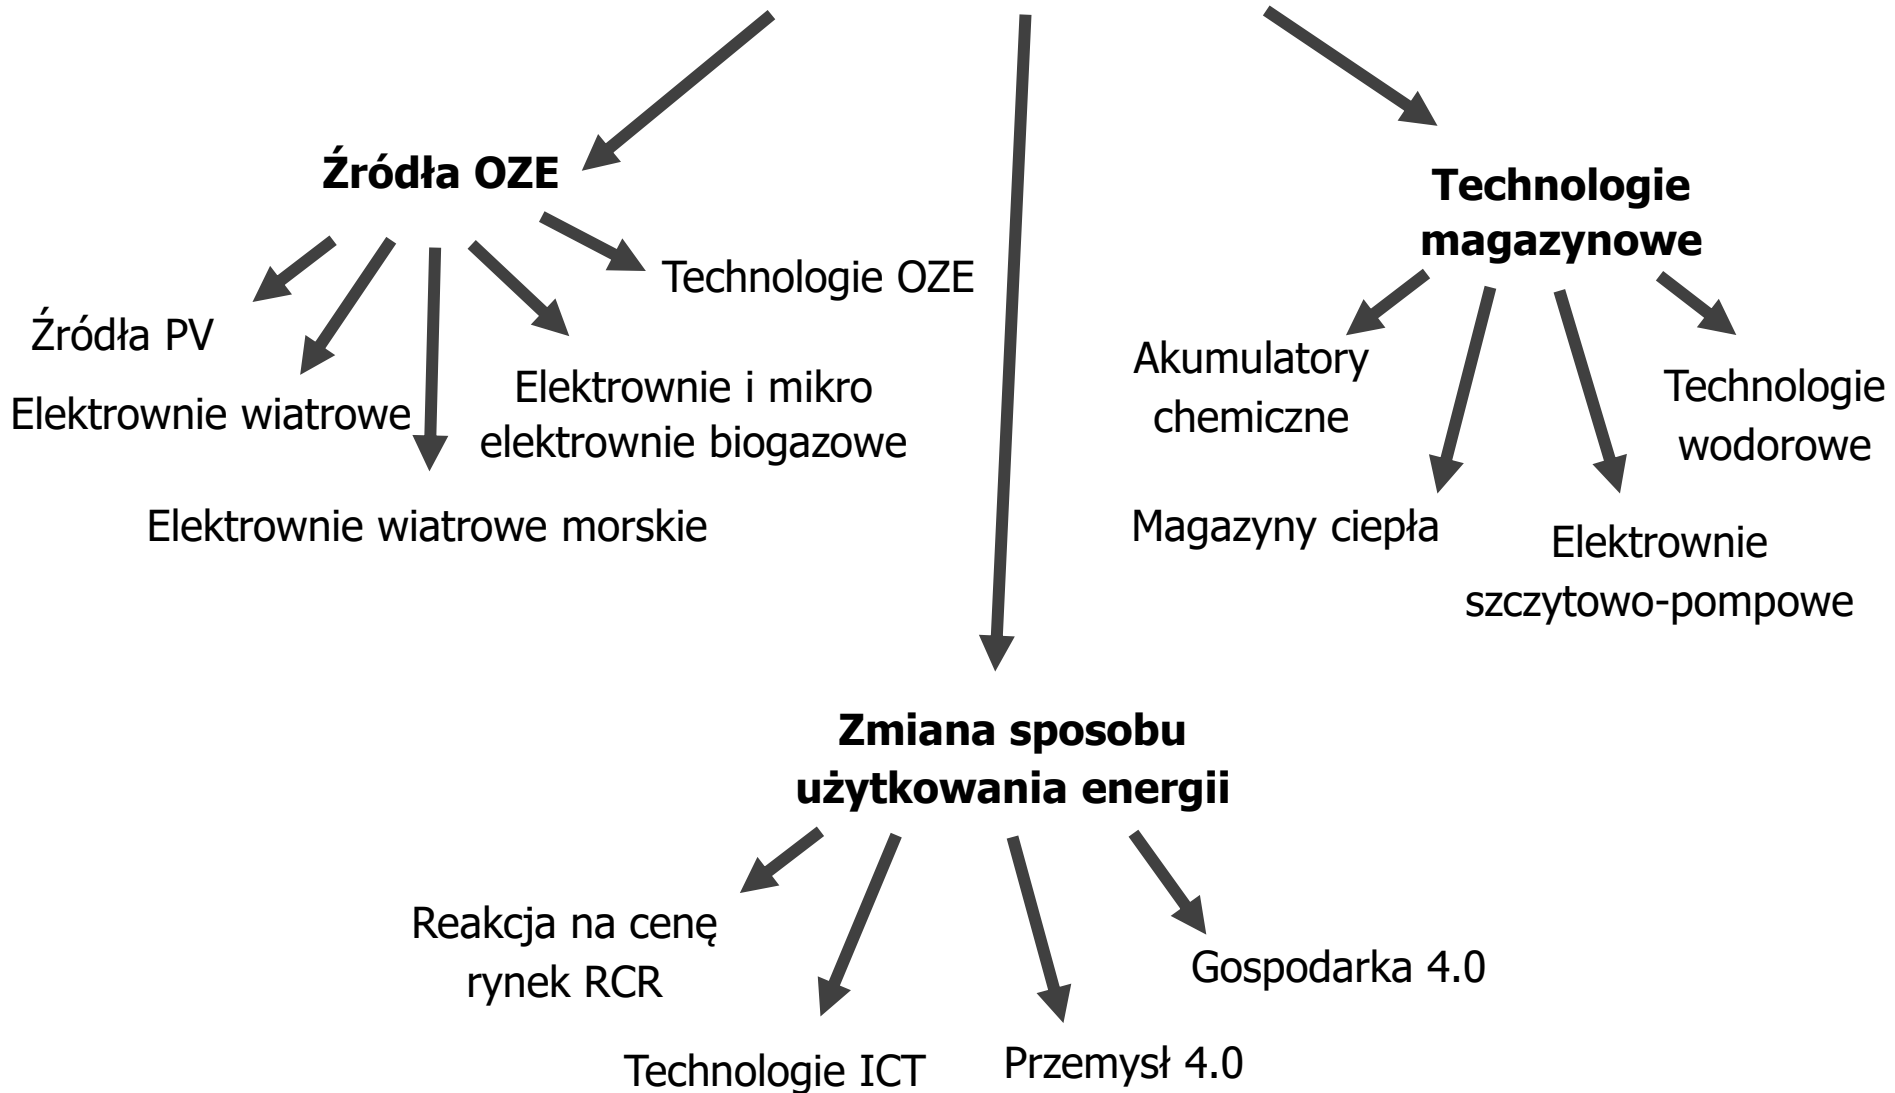 Źródła OZE
Technologie OZE
Źródła PV
Elektrownie i mikro
elektrownie biogazowe
Elektrownie wiatrowe
Elektrownie wiatrowe morskie
Technologie
magazynowe
Akumulatory
chemiczne
Technologie
wodorowe
Magazyny ciepła
Elektrownie
szczytowo-pompowe
Zmiana sposobu
użytkowania energii
Reakcja na cenę
rynek RCR
Gospodarka 4.0
Technologie ICT
Przemysł 4.0